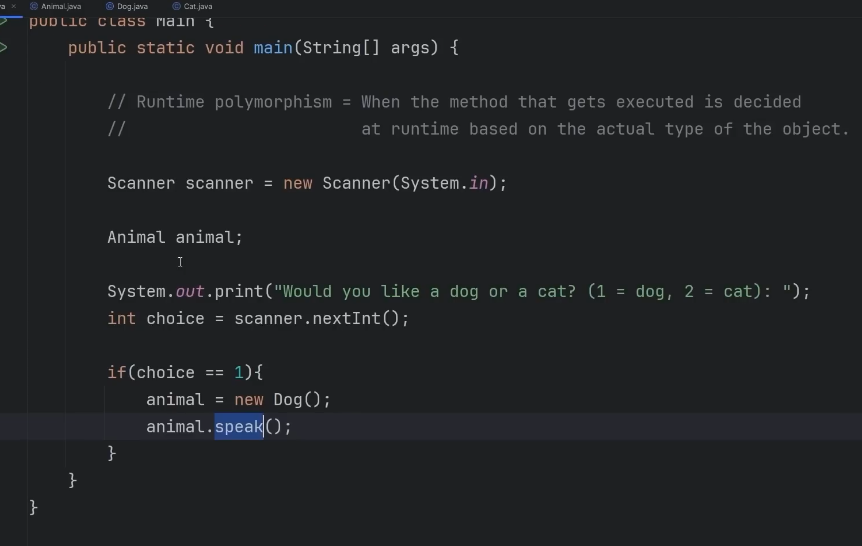 Animal.java Dog.java Cat.java
public class Main {
public static void main(String[] args) {
// Runtime polymorphism = When the method that gets executed is decided
// at runtime based on the actual type of the object.
Scanner scanner = new Scanner(System.in);
Animal animal;
System.out.print("Would you like a dog or a cat? (1 = dog, 2 = cat): ");
int choice = scanner.nextInt();
if(choice == 1){
animal = new Dog();
animal.speak();
}
}
}